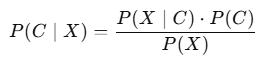 P(C | X) = P(X | C) · P(C) / P(X)